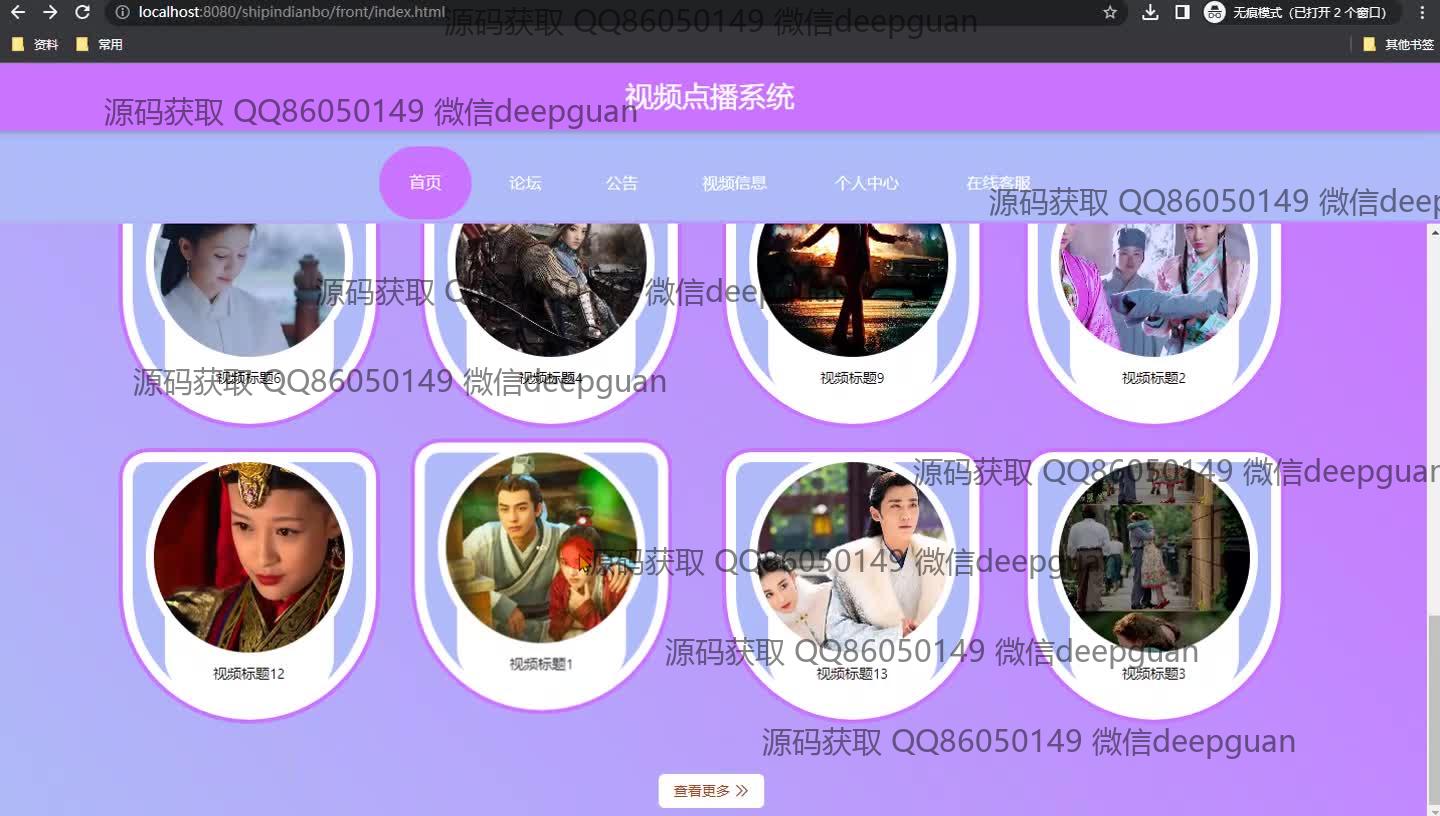 localhost:8080/shipindianbo/front/index.html
无痕模式（已打开 2 个窗口）
资料
常用
其他书签
源码获取 QQ86050149 微信deepguan
视频点播系统
源码获取 QQ86050149 微信deepguan
首页
论坛
公告
视频信息
个人中心
在线客服
源码获取 QQ86050149 微信deep
源码获取 QQ86050149 微信deepguan
视频标题6
视频标题4
视频标题9
视频标题2
源码获取 QQ86050149 微信deepguan
源码获取 QQ86050149 微信deepguan
源码获取 QQ86050149 微信deepguan
源码获取 QQ86050149 微信deepguan
视频标题12
视频标题1
视频标题13
视频标题3
源码获取 QQ86050149 微信deepguan
查看更多